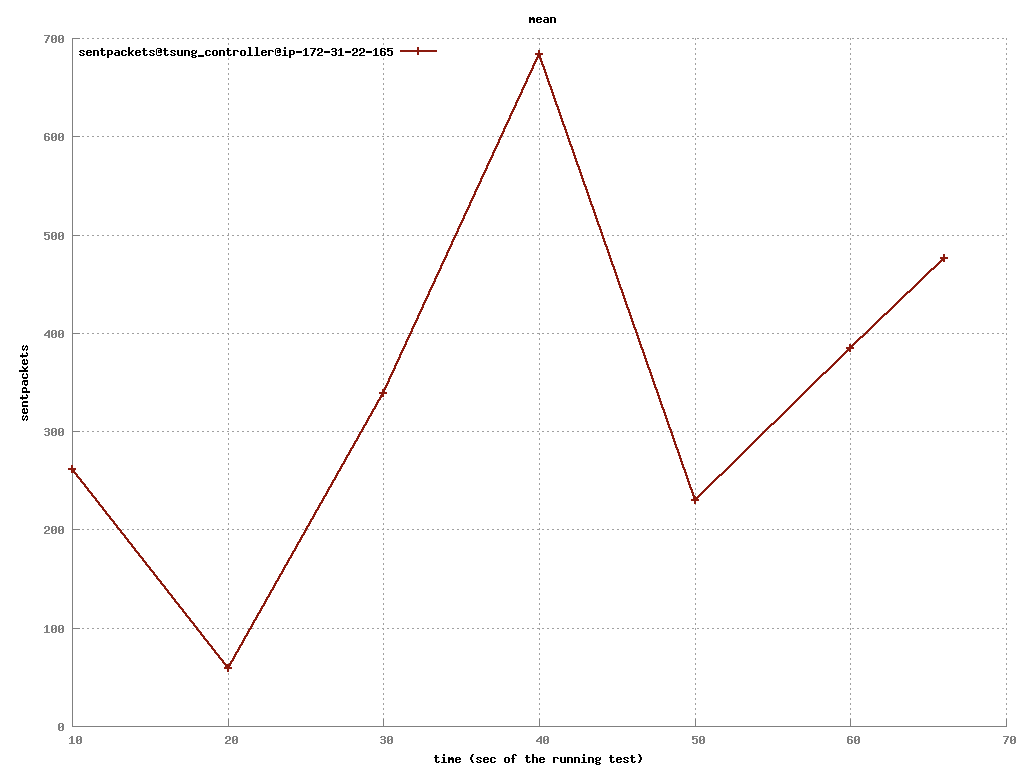 mean
700
sentpackets@tsung_controller@ip-172-31-22-165
600
500
400
300
200
100
0
sentpackets
10 20 30 40 50 60 70
time (sec of the running test)